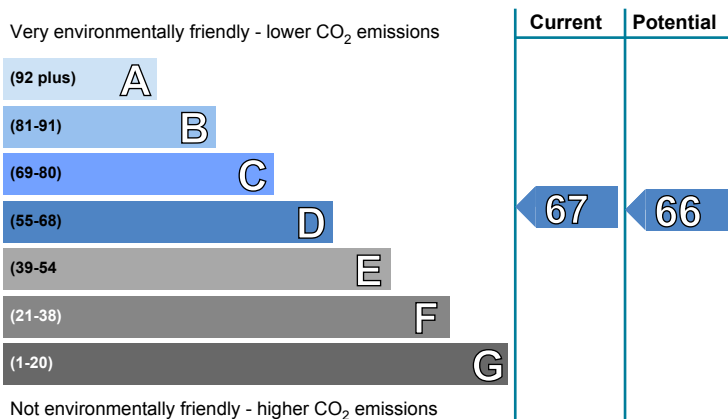 Very environmentally friendly - lower CO₂ emissions
Current
Potential
(92 plus) A
(81-91) B
(69-80) C
(55-68) D
67
66
(39-54 E
(21-38) F
(1-20) G
Not environmentally friendly - higher CO₂ emissions